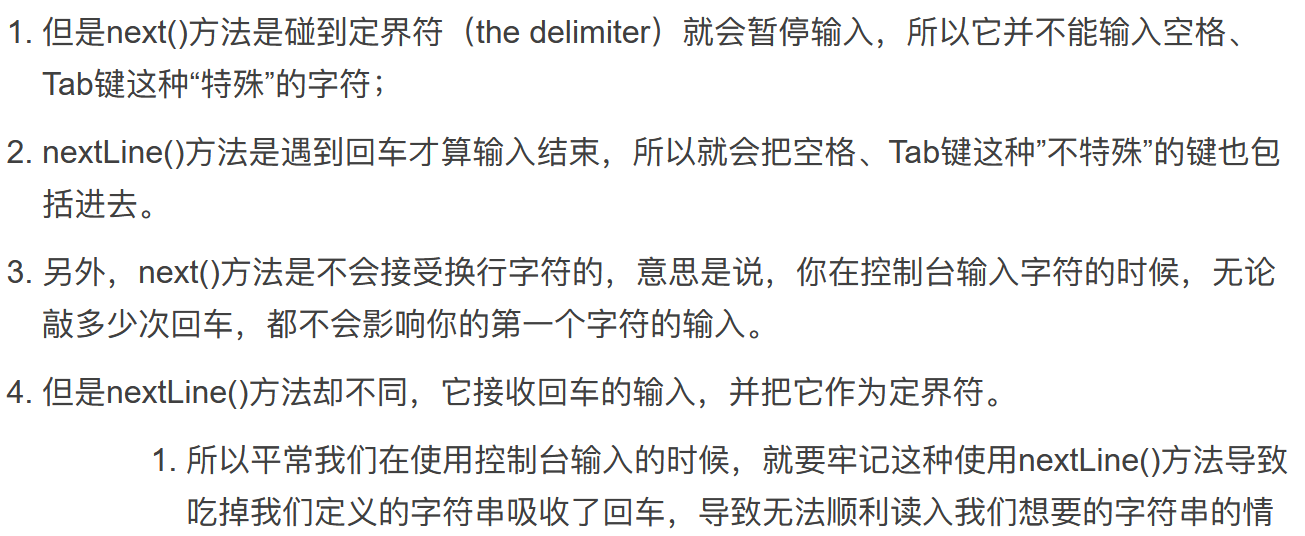 1. 但是next()方法是碰到定界符（the delimiter）就会暂停输入，所以它并不能输入空格、
Tab键这种“特殊”的字符；
2. nextLine()方法是遇到回车才算输入结束，所以就会把空格、Tab键这种”不特殊”的键也包
括进去。
3. 另外，next()方法是不会接受换行字符的，意思是说，你在控制台输入字符的时候，无论
敲多少次回车，都不会影响你的第一个字符的输入。
4. 但是nextLine()方法却不同，它接收回车的输入，并把它作为定界符。
1. 所以平常我们在使用控制台输入的时候，就要牢记这种使用nextLine()方法导致
吃掉我们定义的字符串吸收了回车，导致无法顺利读入我们想要的字符串的情